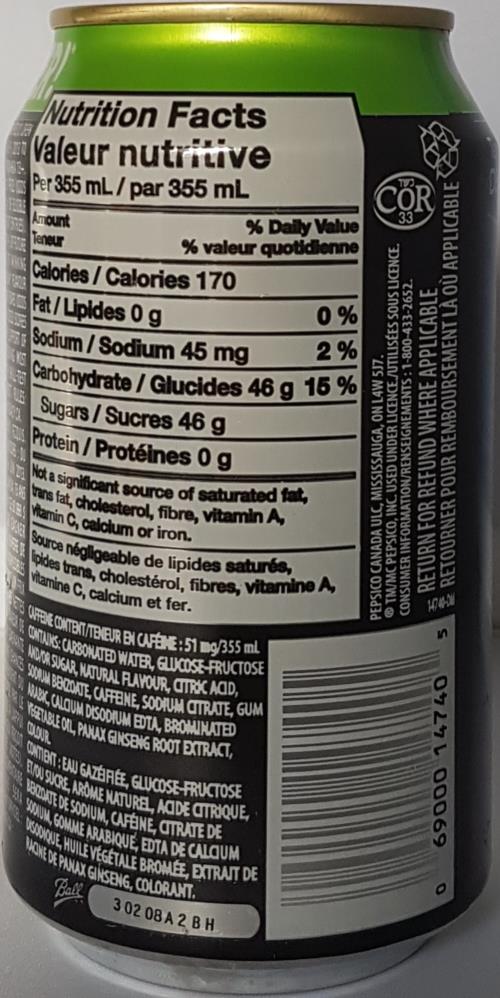 R!
Nutrition Facts
Valeur nutritive
Per 355 mL / par 355 mL
Amount % Daily Value
Teneur % valeur quotidienne
Calories / Calories 170
Fat / Lipides 0 g 0 %
Sodium / Sodium 45 mg 2 %
Carbohydrate / Glucides 46 g 15 %
Sugars / Sucres 46 g
Protein / Protéines 0 g
Not a significant source of saturated fat,
trans fat, cholesterol, fibre, vitamin A,
vitamin C, calcium or iron.
Source négligeable de lipides saturés,
lipides trans, cholestérol, fibres, vitamine A,
vitamine C, calcium et fer.
CAFFEINE CONTENT/TENEUR EN CAFÉINE : 51 mg/355 mL
CONTAINS: CARBONATED WATER, GLUCOSE-FRUCTOSE
AND/OR SUGAR, NATURAL FLAVOUR, CITRIC ACID,
SODIUM BENZOATE, CAFFEINE, SODIUM CITRATE, GUM
ARABIC, CALCIUM DISODIUM EDTA, BROMINATED
VEGETABLE OIL, PANAX GINSENG ROOT EXTRACT,
COLOUR.
CONTIENT : EAU GAZÉIFIÉE, GLUCOSE-FRUCTOSE
ET/OU SUCRE, ARÔME NATUREL, ACIDE CITRIQUE,
BENZOATE DE SODIUM, CAFÉINE, CITRATE DE
SODIUM, GOMME ARABIQUE, EDTA DE CALCIUM
DISODIQUE, HUILE VÉGÉTALE BROMÉE, EXTRAIT DE
RACINE DE PANAX GINSENG, COLORANT.
Ball
302 08A2BH
COR
33
PEPSICO CANADA ULC, MISSISSAUGA, ON L4W 5J7.
® TM/MC PEPSICO, INC. USED UNDER LICENCE /UTILISÉES SOUS LICENCE.
CONSUMER INFORMATION/RENSEIGNEMENTS : 1-800-433-2652.
RETURN FOR REFUND WHERE APPLICABLE.
RETOURNER POUR REMBOURSEMENT LÀ OÙ APPLICABLE
0 69000 14740 5